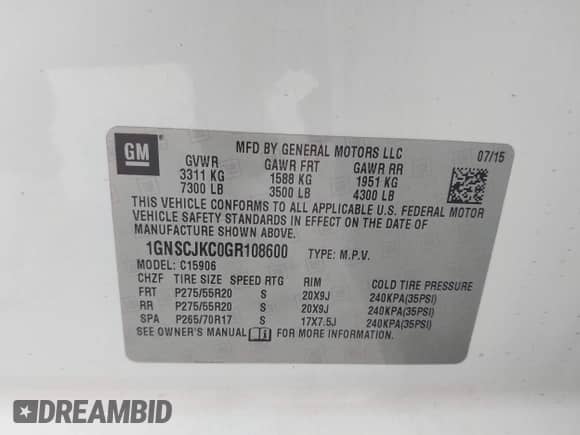 GM
MFD BY GENERAL MOTORS LLC 07/15
GVWR GAWR FRT GAWR RR
3311 KG 1588 KG 1951 KG
7300 LB 3500 LB 4300 LB
THIS VEHICLE CONFORMS TO ALL APPLICABLE U.S. FEDERAL MOTOR
VEHICLE SAFETY STANDARDS IN EFFECT ON THE DATE OF
MANUFACTURE SHOWN ABOVE.
1GNSCJKC0GR108600 TYPE: M.P.V.
MODEL: C15906
CHZF TIRE SIZE SPEED RTG RIM COLD TIRE PRESSURE
FRT P275/55R20 S 20X9J 240KPA(35PSI)
RR P275/55R20 S 20X9J 240KPA(35PSI)
SPA P265/70R17 S 17X7.5J 240KPA(35PSI)
SEE OWNER'S MANUAL FOR MORE INFORMATION.
DREAMBID